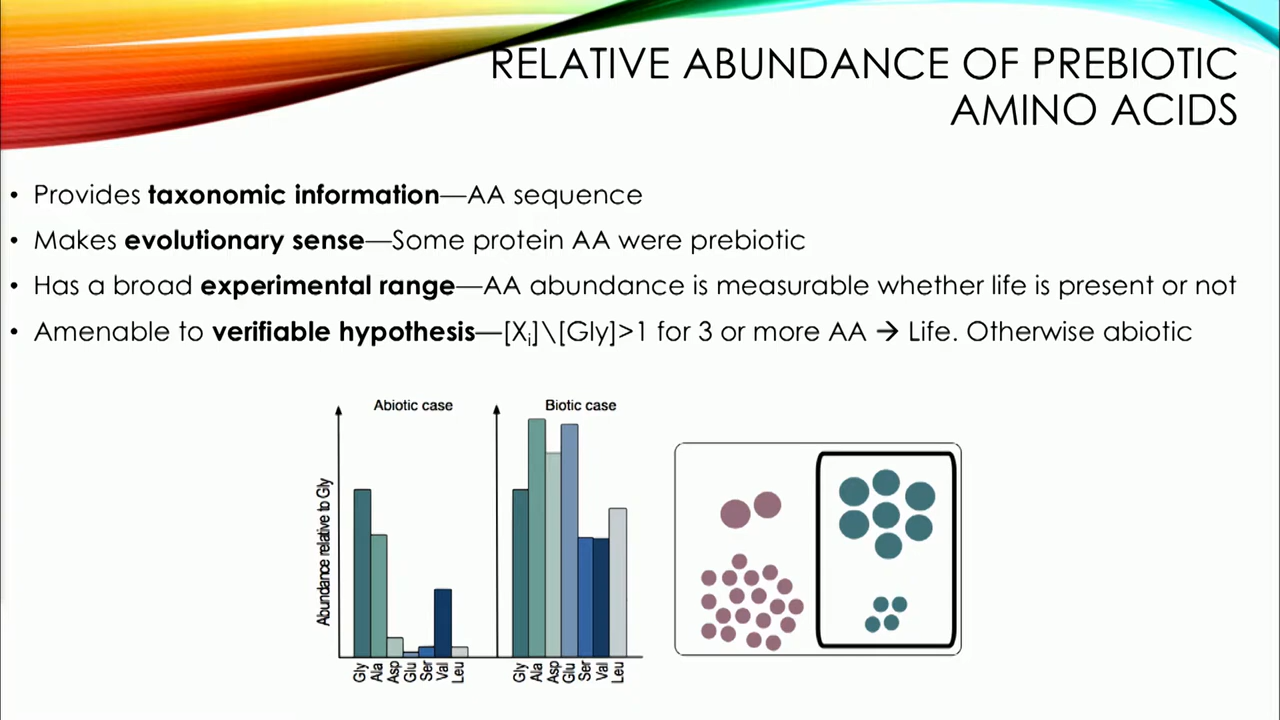 RELATIVE ABUNDANCE OF PREBIOTIC
AMINO ACIDS
• Provides taxonomic information—AA sequence
• Makes evolutionary sense—Some protein AA were prebiotic
• Has a broad experimental range—AA abundance is measurable whether life is present or not
• Amenable to verifiable hypothesis—[Xi]\[Gly]>1 for 3 or more AA → Life. Otherwise abiotic
Abiotic case
Biotic case
Abundance relative to Gly
Gly Ala Asp Glu Ser Val Leu
Gly Ala Asp Glu Ser Val Leu